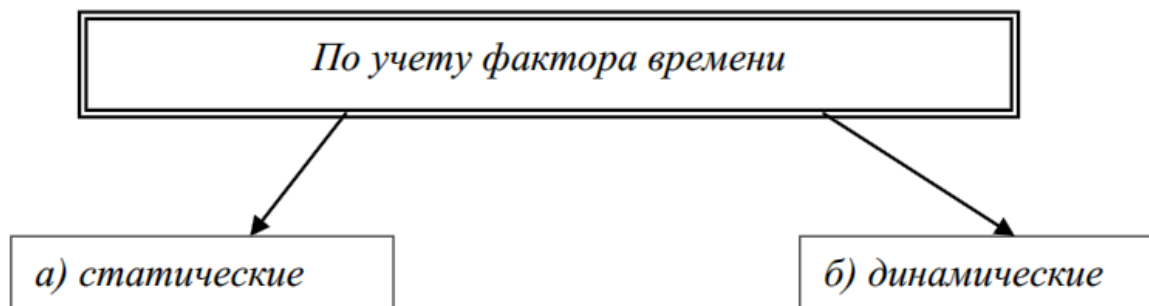 По учету фактора времени
а) статические
б) динамические